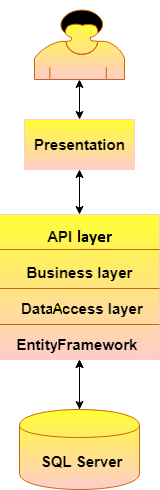 Presentation
API layer
Business layer
DataAccess layer
EntityFramework
SQL Server